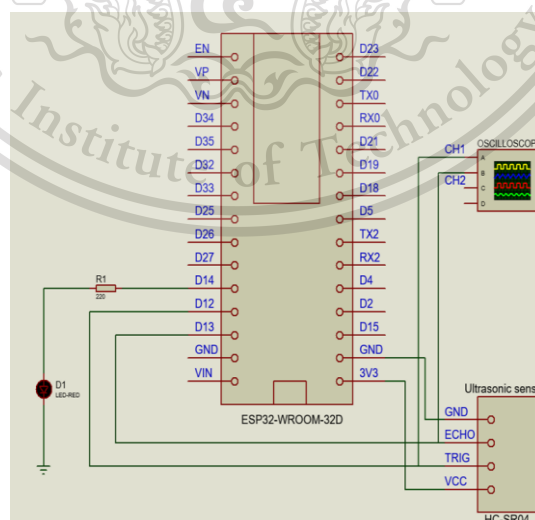 Institute of Technology
EN
VP
VN
D34
D35
D32
D33
D25
D26
D27
D14
D12
D13
GND
VIN
D23
D22
TX0
RX0
D21
D19
D18
D5
TX2
RX2
D4
D2
D15
GND
3V3
ESP32-WROOM-32D
R1
220
D1
LED-RED
OSCILLOSCOP
CH1
CH2
A
B
C
D
Ultrasonic sens
GND
ECHO
TRIG
VCC
HC-SR04